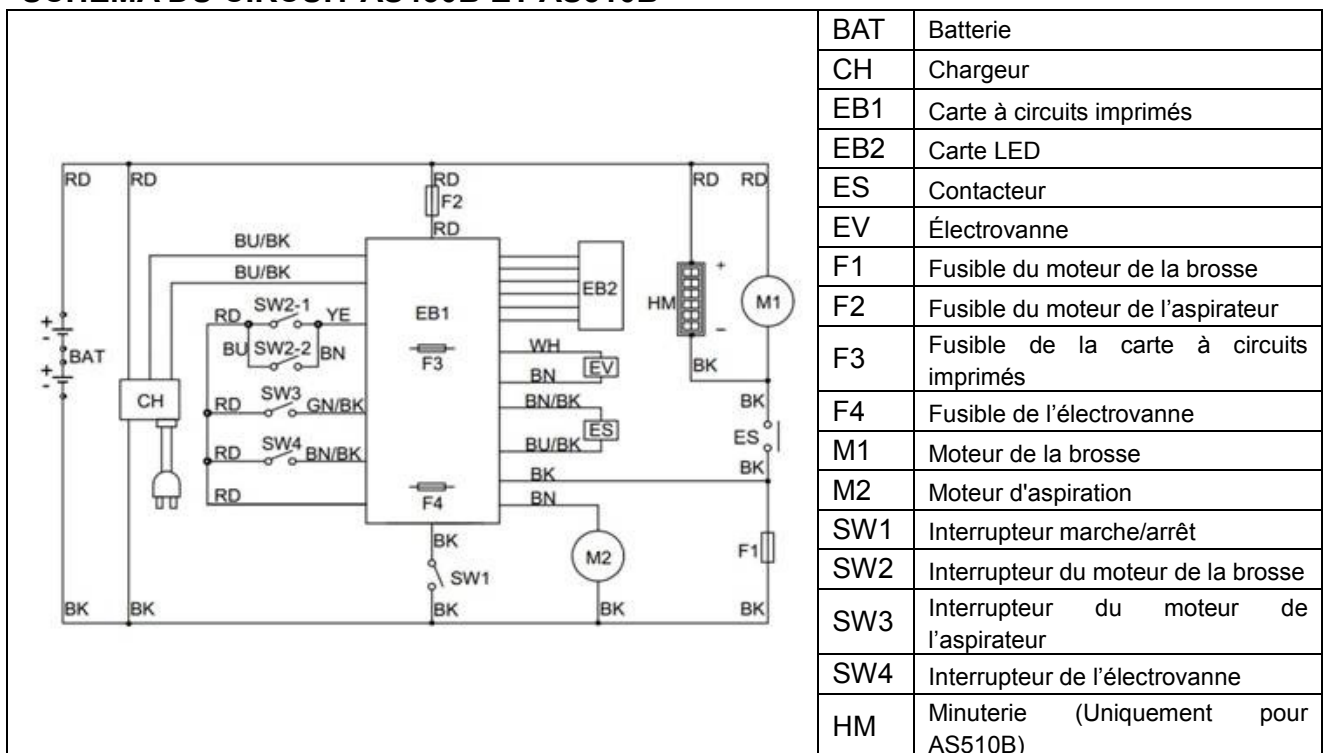 SCHÉMA DU CIRCUIT AS430B ET AS510B
RD RD RD RD RD
F2
RD
BU/BK
BU/BK
SW2-1
RD YE
BU SW2-2 BN
EB1
EB2
HM
+
-
M1
+
-
BAT
+
-
F3
WH
EV
BN
BK
CH
SW3
RD GN/BK
BN/BK
ES
BU/BK
BK
ES
BK
SW4
RD BN/BK
BK
RD
F4
BN
BK
M2
F1
SW1
BK BK BK BK BK
BAT Batterie
CH Chargeur
EB1 Carte à circuits imprimés
EB2 Carte LED
ES Contacteur
EV Électrovanne
F1 Fusible du moteur de la brosse
F2 Fusible du moteur de l’aspirateur
F3 Fusible de la carte à circuits
imprimés
F4 Fusible de l’électrovanne
M1 Moteur de la brosse
M2 Moteur d'aspiration
SW1 Interrupteur marche/arrêt
SW2 Interrupteur du moteur de la brosse
SW3 Interrupteur du moteur de
l’aspirateur
SW4 Interrupteur de l’électrovanne
HM Minuterie (Uniquement pour
AS510B)